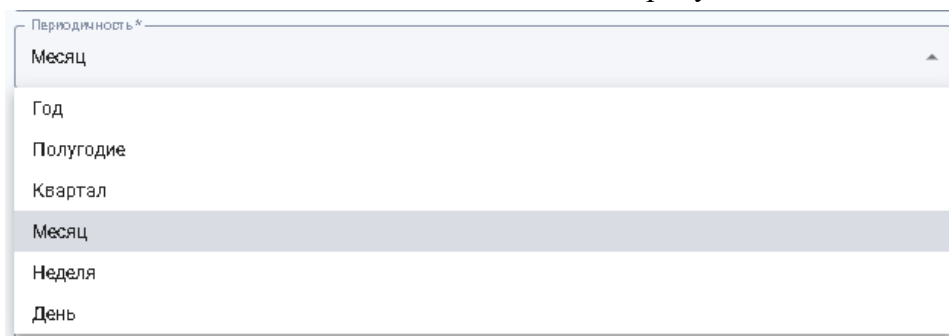 Периодичность *
Месяц
Год
Полугодие
Квартал
Месяц
Неделя
День